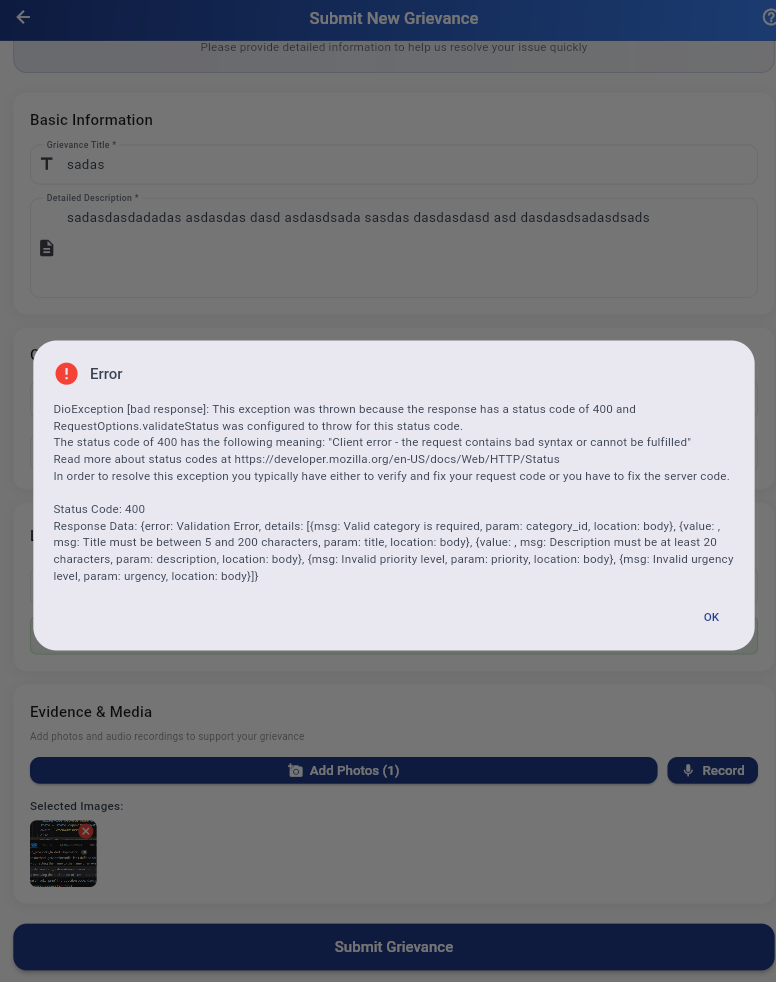 Submit New Grievance
Please provide detailed information to help us resolve your issue quickly
Basic Information
Grievance Title *
sadas
Detailed Description *
sadasdasdadadas asdasdas dasd asdasdsada sasdas dasdasdasd asd dasdasdsadasdsads
Error
DioException [bad response]: This exception was thrown because the response has a status code of 400 and
RequestOptions.validateStatus was configured to throw for this status code.
The status code of 400 has the following meaning: "Client error - the request contains bad syntax or cannot be fulfilled"
Read more about status codes at https://developer.mozilla.org/en-US/docs/Web/HTTP/Status
In order to resolve this exception you typically have either to verify and fix your request code or you have to fix the server code.
Status Code: 400
Response Data: {error: Validation Error, details: [{msg: Valid category is required, param: category_id, location: body}, {value: ,
msg: Title must be between 5 and 200 characters, param: title, location: body}, {value: , msg: Description must be at least 20
characters, param: description, location: body}, {msg: Invalid priority level, param: priority, location: body}, {msg: Invalid urgency
level, param: urgency, location: body}]}
OK
Evidence & Media
Add photos and audio recordings to support your grievance
Add Photos (1)
Record
Selected Images:
Submit Grievance